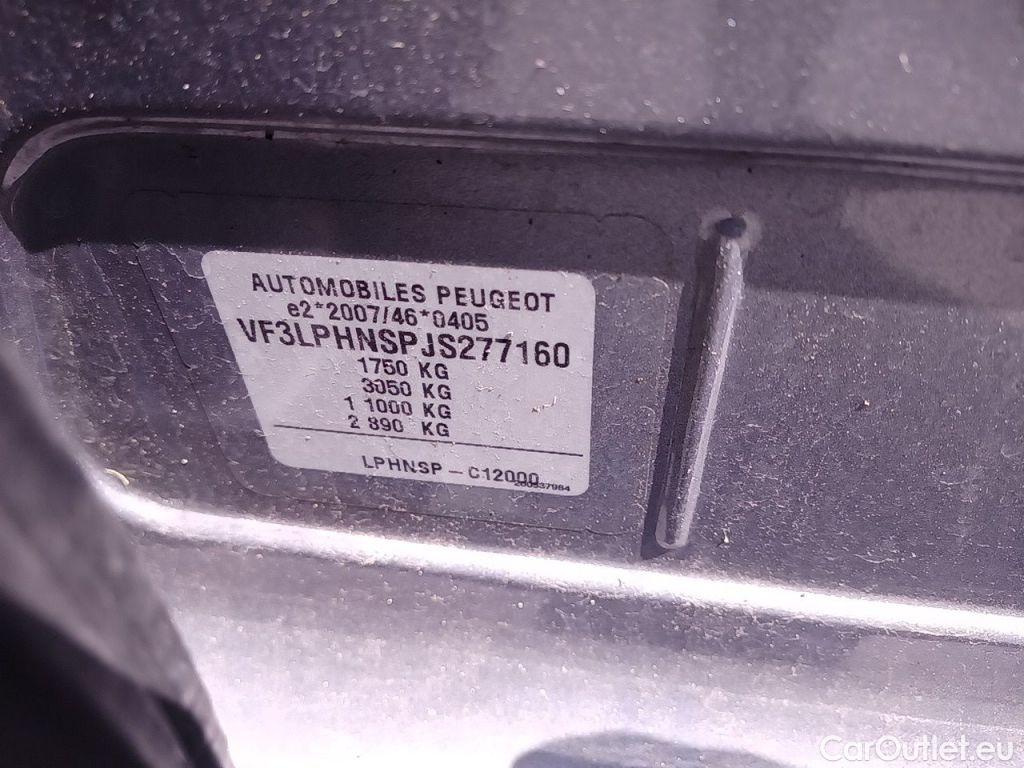 AUTOMOBILES PEUGEOT
e2*2007/46*0405
VF3LPHNSPJS277160
1750 KG
3050 KG
1 1000 KG
2 890 KG
LPHNSP - C12000
CarOutlet.eu